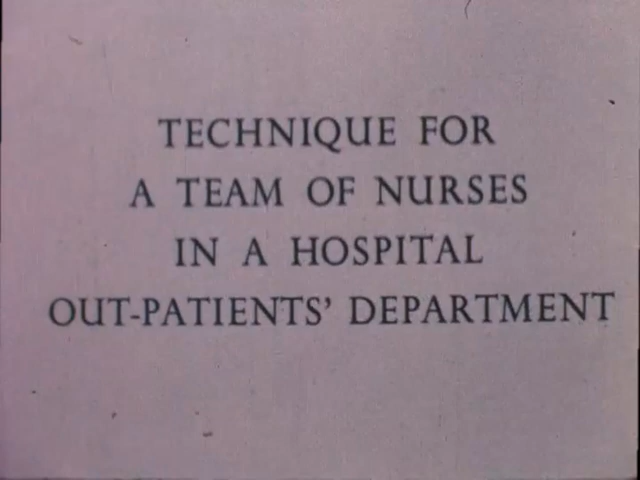 TECHNIQUE FOR
A TEAM OF NURSES
IN A HOSPITAL
OUT-PATIENTS' DEPARTMENT